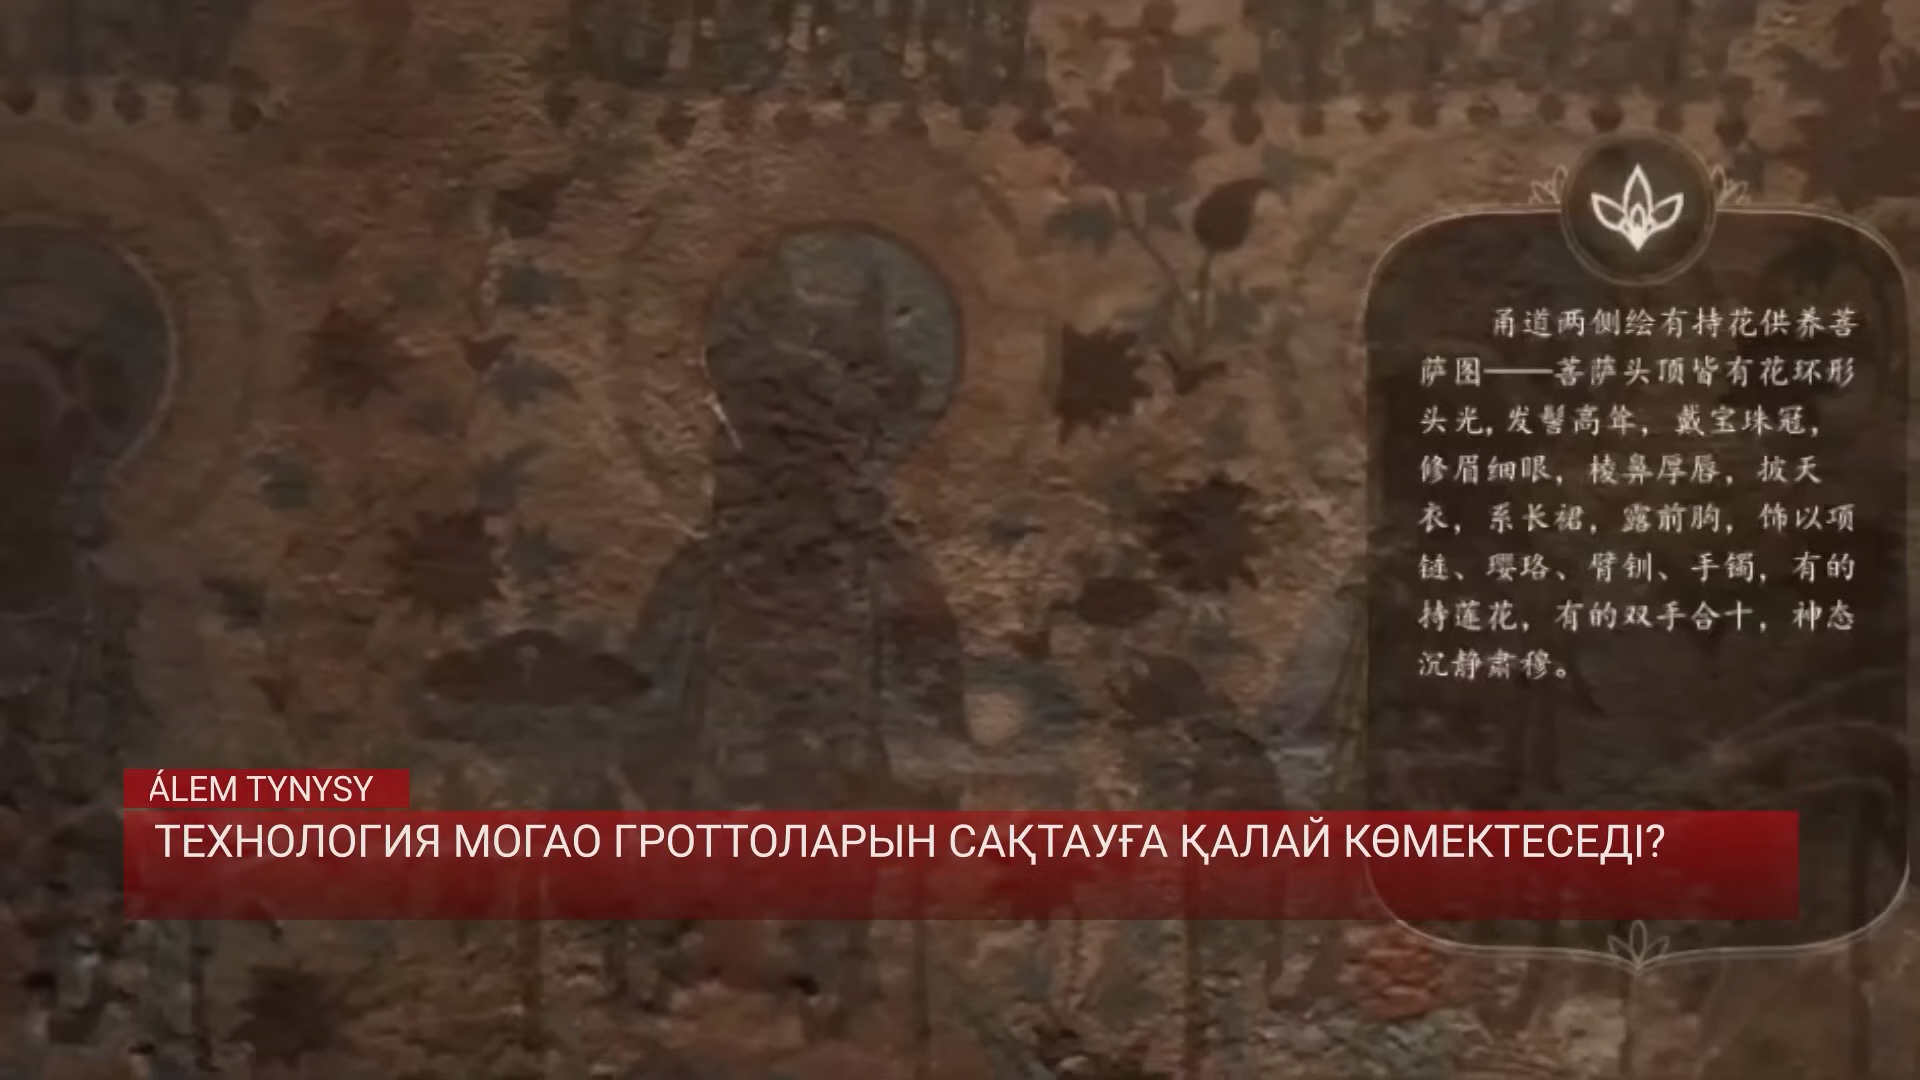 甬道两侧绘有持花供养菩
萨图——菩萨头顶皆有花环形
头光，发髻高耸，戴宝珠冠，
修眉细眼，棱鼻厚唇，披天
衣，系长裙，露前胸，饰以项
链、璎珞、臂钏、手镯，有的
持莲花，有的双手合十，神态
沉静肃穆。
ÁLEM TYNYSY
ТЕХНОЛОГИЯ МОГАО ГРОТТОЛАРЫН САҚТАУҒА ҚАЛАЙ КӨМЕКТЕСЕДІ?